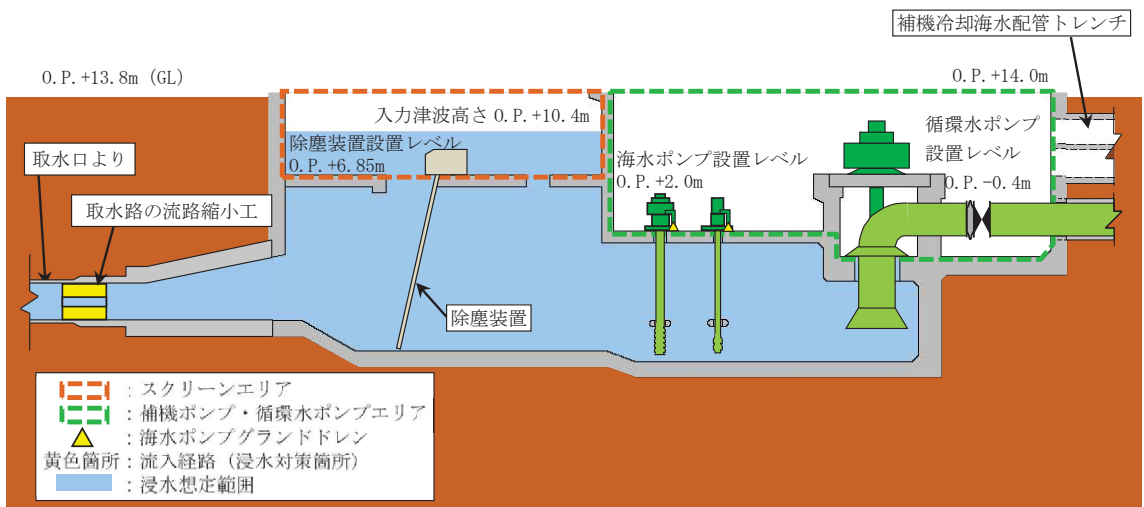 補機冷却海水配管トレンチ
O.P.+13.8m (GL)
O.P.+14.0m
入力津波高さ O.P.+10.4m
除塵装置設置レベル
O.P.+6.85m
海水ポンプ設置レベル
O.P.+2.0m
循環水ポンプ
設置レベル
O.P.-0.4m
取水口より
取水路の流路縮小工
除塵装置
：スクリーンエリア
：補機ポンプ・循環水ポンプエリア
：海水ポンプグランドドレン
黄色箇所：流入経路（浸水対策箇所）
：浸水想定範囲